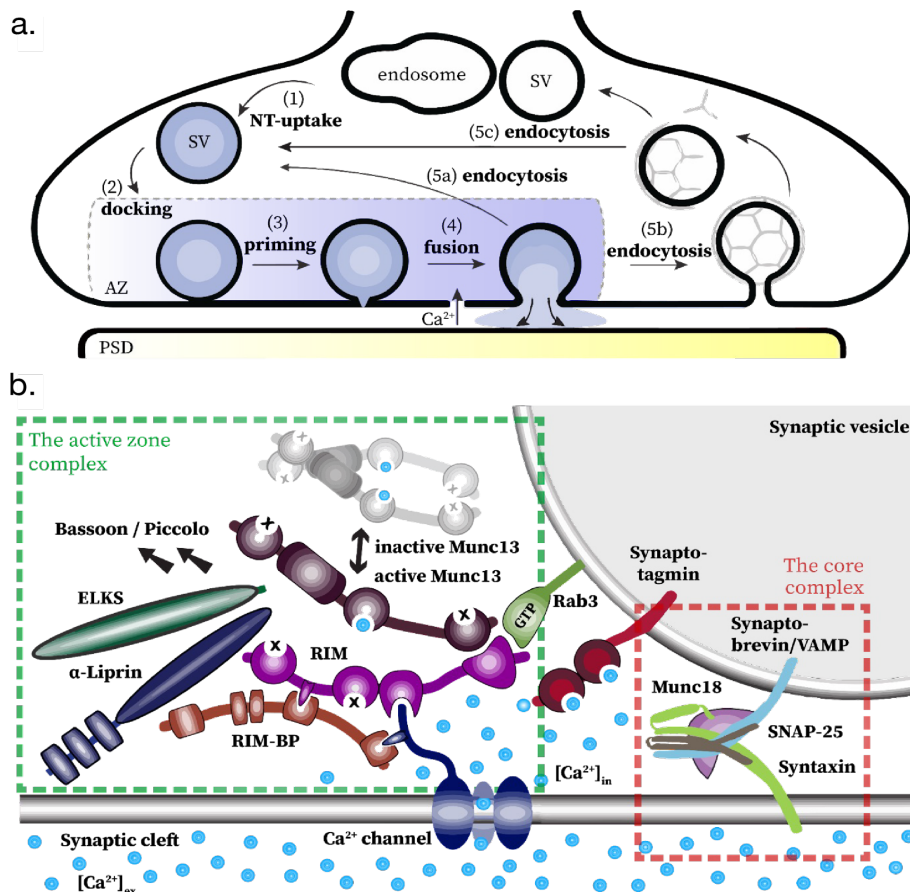 a.
endosome
SV
(1)
NT-uptake
SV
(5c) endocytosis
(2)
docking
(5a) endocytosis
(3)
priming
(4)
fusion
(5b)
endocytosis
AZ
Ca²⁺
PSD
b.
The active zone
complex
Synaptic vesicle
Bassoon / Piccolo
x
x
x
inactive Munc13
active Munc13
x
x
ELKS
Synapto-
tagmin
The core
complex
GTP
Rab3
α-Liprin
x
RIM
x
Synapto-
brevin/VAMP
Munc18
RIM-BP
SNAP-25
Syntaxin
[Ca²⁺]in
Synaptic cleft
Ca²⁺ channel
[Ca²⁺]ex